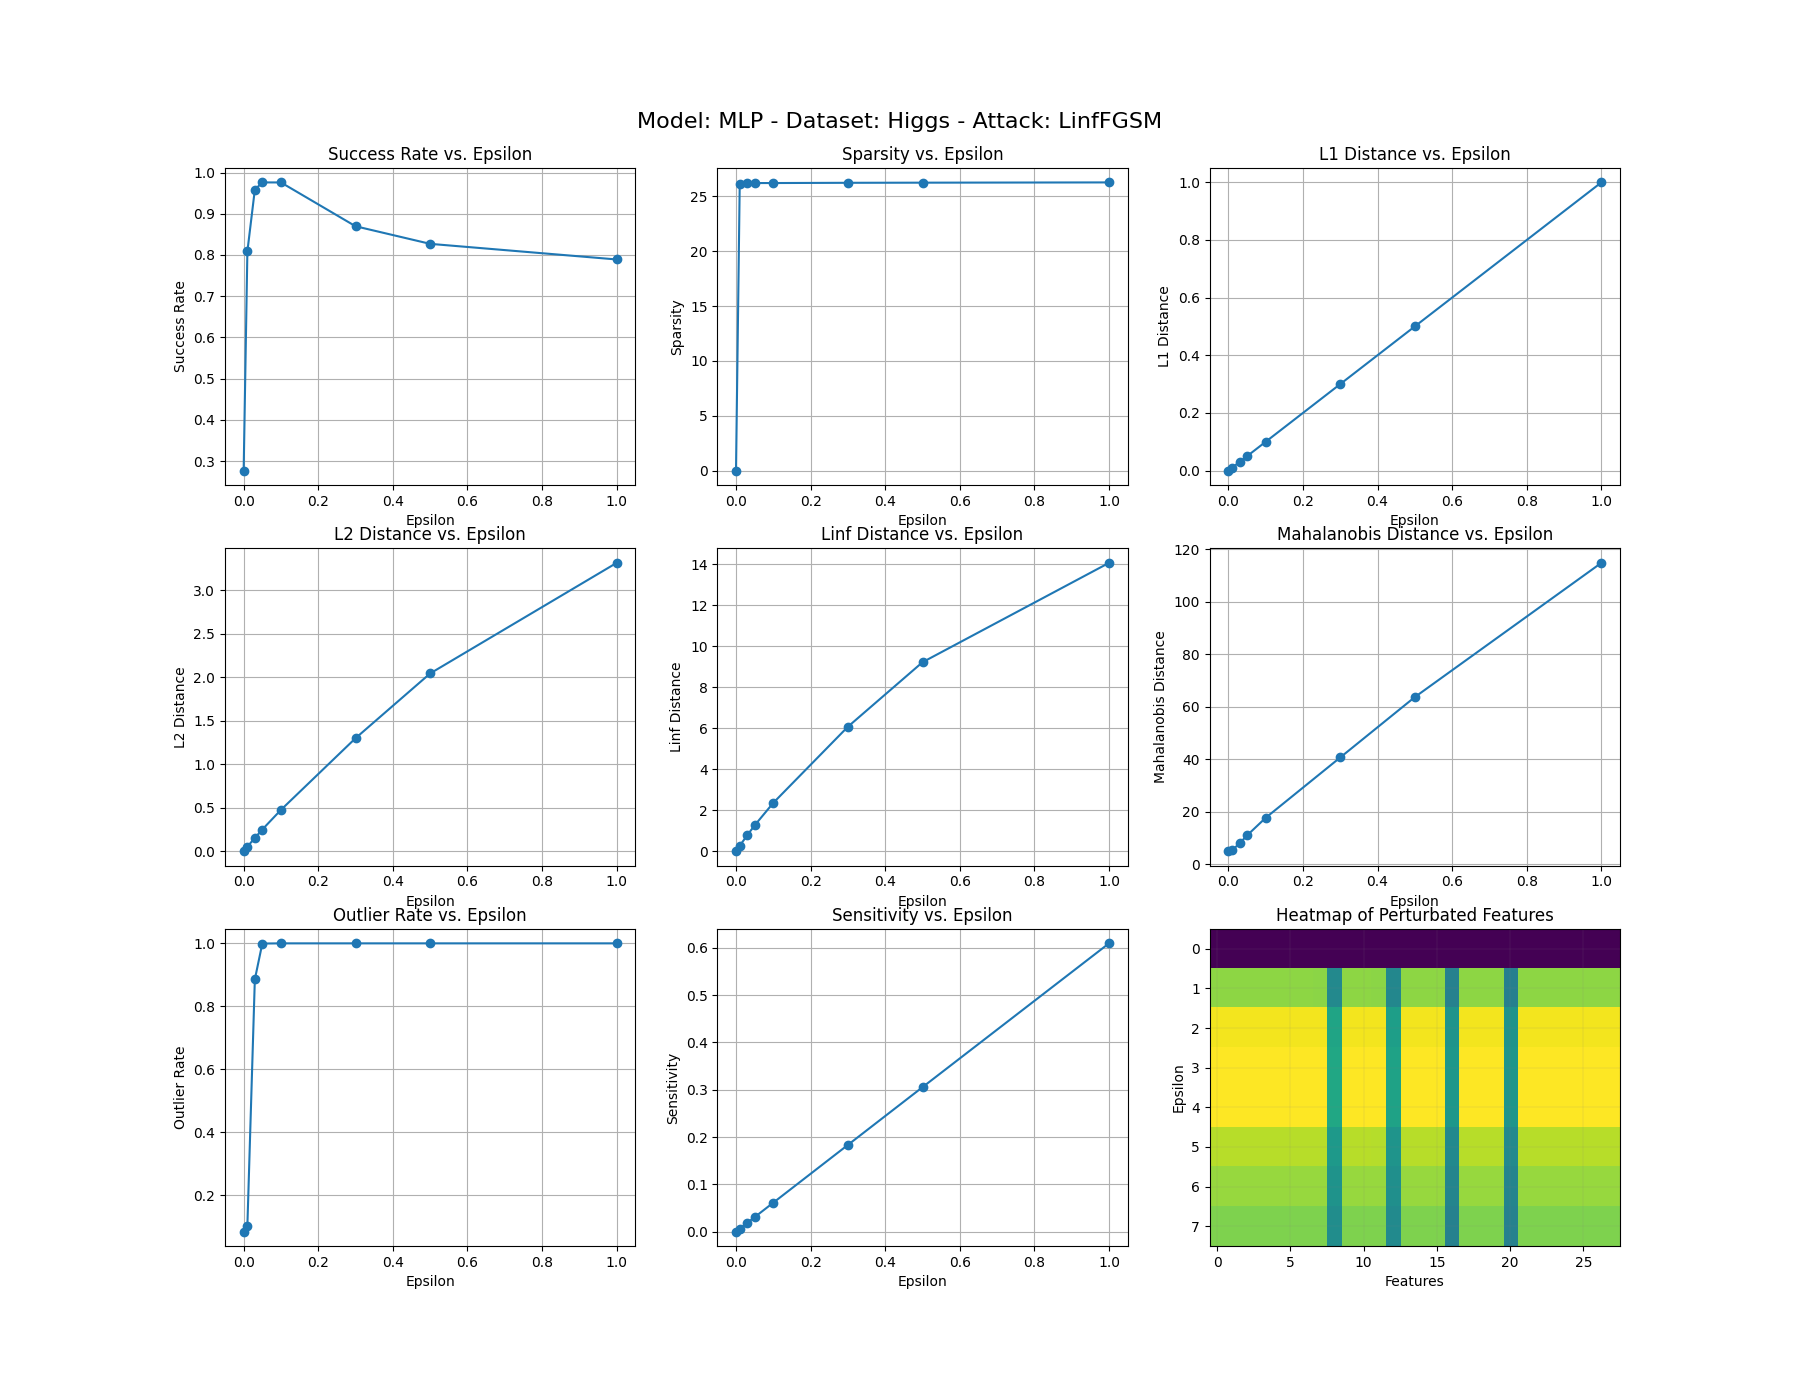 Model: MLP - Dataset: Higgs - Attack: LinfFGSM
Success Rate vs. Epsilon
Success Rate
1.0
0.9
0.8
0.7
0.6
0.5
0.4
0.3
0.0 0.2 0.4 0.6 0.8 1.0
Epsilon
Sparsity vs. Epsilon
Sparsity
25
20
15
10
5
0
0.0 0.2 0.4 0.6 0.8 1.0
Epsilon
L1 Distance vs. Epsilon
L1 Distance
1.0
0.8
0.6
0.4
0.2
0.0
0.0 0.2 0.4 0.6 0.8 1.0
Epsilon
L2 Distance vs. Epsilon
L2 Distance
3.0
2.5
2.0
1.5
1.0
0.5
0.0
0.0 0.2 0.4 0.6 0.8 1.0
Epsilon
Linf Distance vs. Epsilon
Linf Distance
14
12
10
8
6
4
2
0
0.0 0.2 0.4 0.6 0.8 1.0
Epsilon
Mahalanobis Distance vs. Epsilon
Mahalanobis Distance
120
100
80
60
40
20
0
0.0 0.2 0.4 0.6 0.8 1.0
Epsilon
Outlier Rate vs. Epsilon
Outlier Rate
1.0
0.8
0.6
0.4
0.2
0.0 0.2 0.4 0.6 0.8 1.0
Epsilon
Sensitivity vs. Epsilon
Sensitivity
0.6
0.5
0.4
0.3
0.2
0.1
0.0
0.0 0.2 0.4 0.6 0.8 1.0
Epsilon
Heatmap of Perturbated Features
Epsilon
0
1
2
3
4
5
6
7
0 5 10 15 20 25
Features